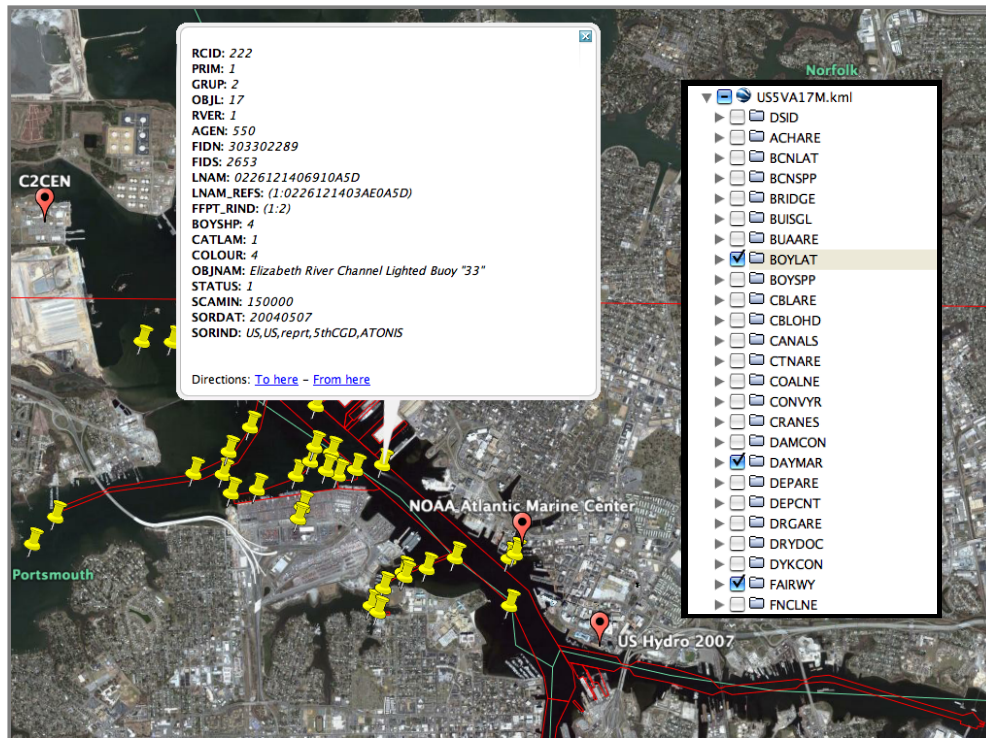 RCID: 222
PRIM: 1
GRUP: 2
OBJL: 17
RVER: 1
AGEN: 550
FIDN: 303302289
FIDS: 2653
LNAM: 0226121406910A5D
LNAM_REFS: (1:0226121403AE0A5D)
FFPT_RIND: (1:2)
BOYSHP: 4
CATLAM: 1
COLOUR: 4
OBJNAM: Elizabeth River Channel Lighted Buoy "33"
STATUS: 1
SCAMIN: 150000
SORDAT: 20040507
SORIND: US,US,reprt,5thCGD,ATONIS
Directions: To here - From here
Norfolk
US5VA17M.kml
DSID
ACHARE
BCNLAT
BCNSPP
BRIDGE
BUISGL
BUAARE
BOYLAT
BOYSPP
CBLARE
CBLOHD
CANALS
CTNARE
COALNE
CONVYR
CRANES
DAMCON
DAYMAR
DEPARE
DEPCNT
DRGARE
DRYDOC
DYKCON
FAIRWY
FNCLNE
C2CEN
NOAA Atlantic Marine Center
Portsmouth
US Hydro 2007